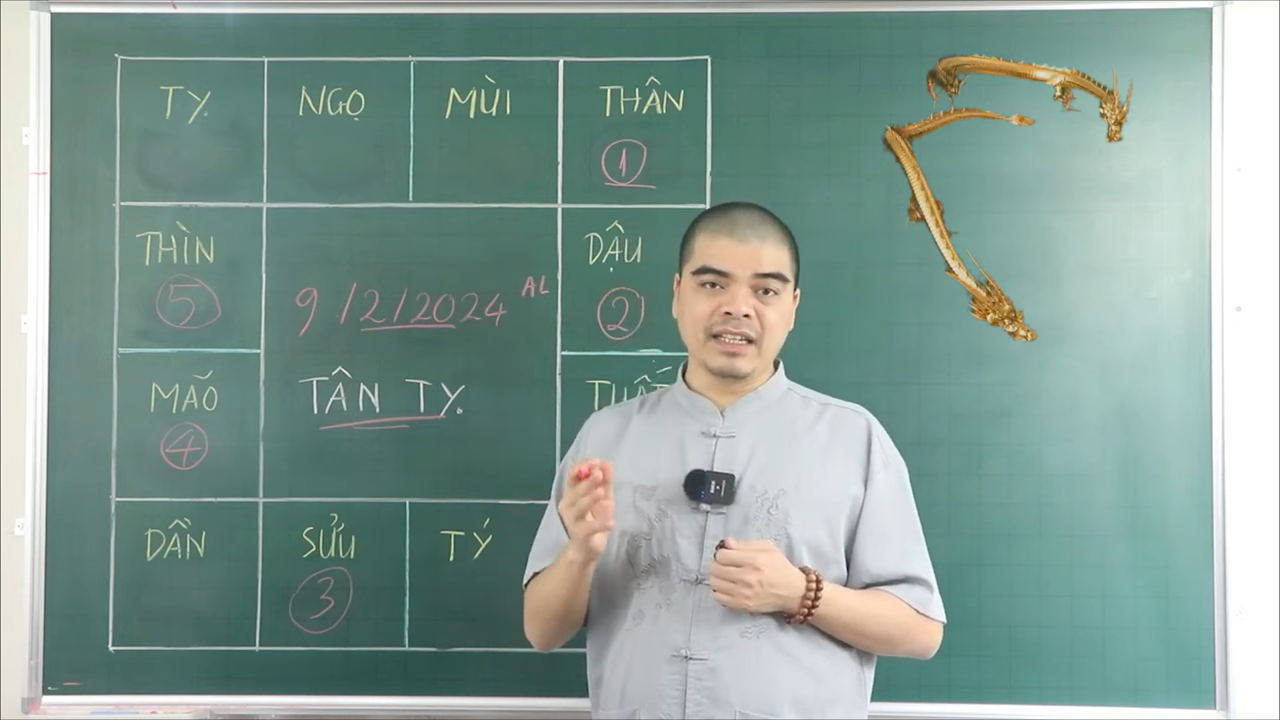 TỴ NGỌ MÙI THÂN
1
THÌN DẬU
5 9/2/2024 AL 2
MÃO TÂN TỴ
4
DẦN SỬU TÝ
3